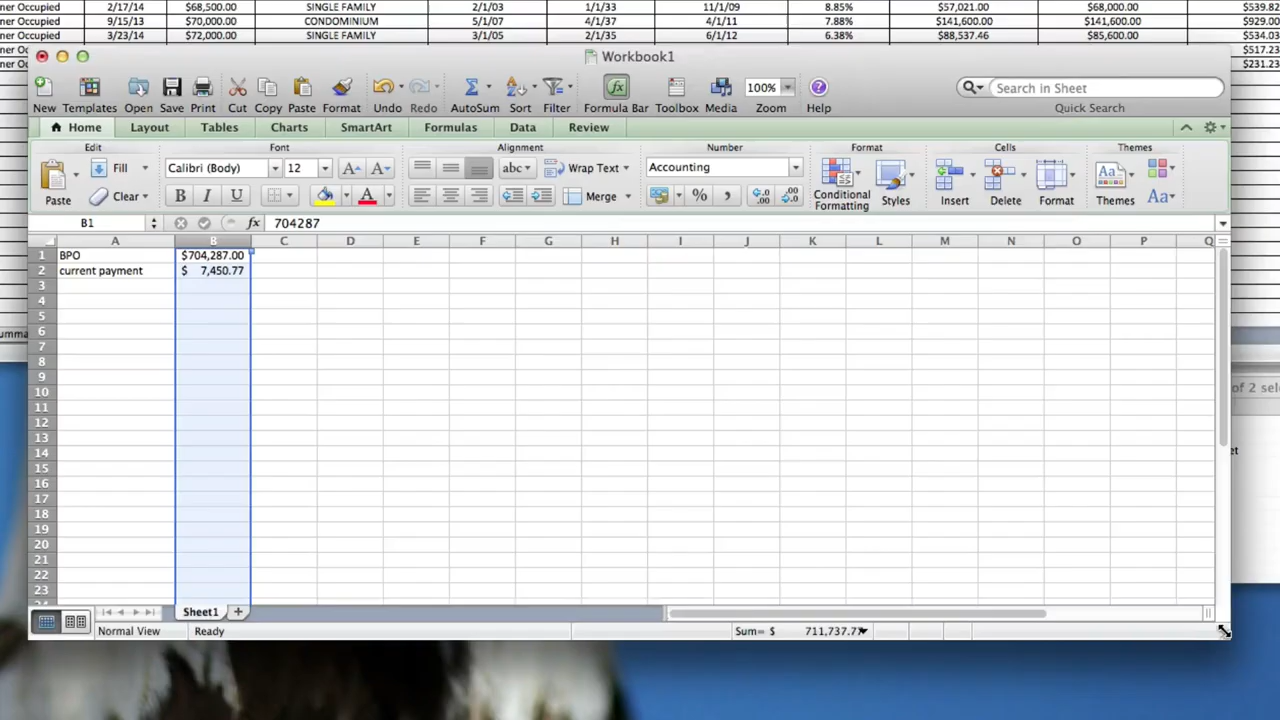 ner Occupied 2/17/14 $68,500.00 SINGLE FAMILY 2/1/03 1/1/33 11/1/09 8.85% $57,021.00 $68,000.00 $539.82
ner Occupied 9/15/13 $70,000.00 CONDOMINIUM 5/1/07 4/1/37 4/1/11 7.88% $141,600.00 $141,600.00 $929.00
ner Occupied 3/23/14 $72,000.00 SINGLE FAMILY 3/1/05 2/1/35 6/1/12 6.38% $88,537.46 $85,600.00 $534.03
$517.23
$231.23
Workbook1
New Templates Open Save Print Cut Copy Paste Format Undo Redo AutoSum Sort Filter Formula Bar Toolbox Media 100% Zoom Help Search in Sheet Quick Search
Home Layout Tables Charts SmartArt Formulas Data Review
Edit Font Alignment Number Format Cells Themes
Fill Calibri (Body) 12 A A abc Wrap Text Accounting
Paste Clear B I U A Merge % , Conditional Formatting Styles Insert Delete Format Themes Aa
B1 fx 704287
A B C D E F G H I J K L M N O P Q
1 BPO $704,287.00
2 current payment $ 7,450.77
3
4
5
6
7
8
9
10
11
12
13
14
15
16
17
18
19
20
21
22
23
of 2 sele
Sheet1
Normal View Ready Sum= $ 711,737.77